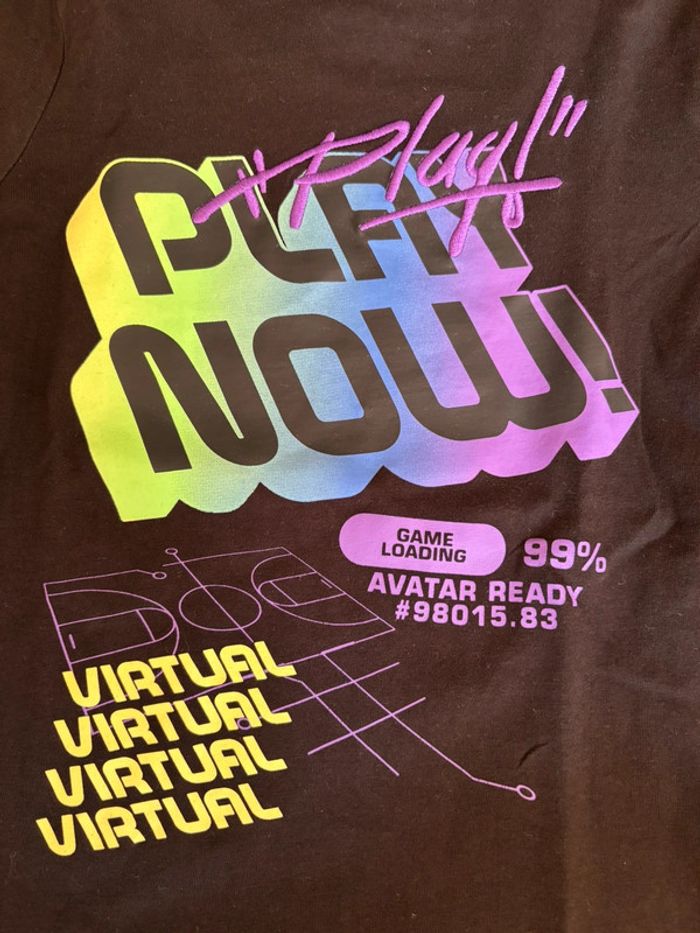 "Play!"
PLAY
NOW!
GAME
LOADING
99%
AVATAR READY
#98015.83
VIRTUAL
VIRTUAL
VIRTUAL
VIRTUAL